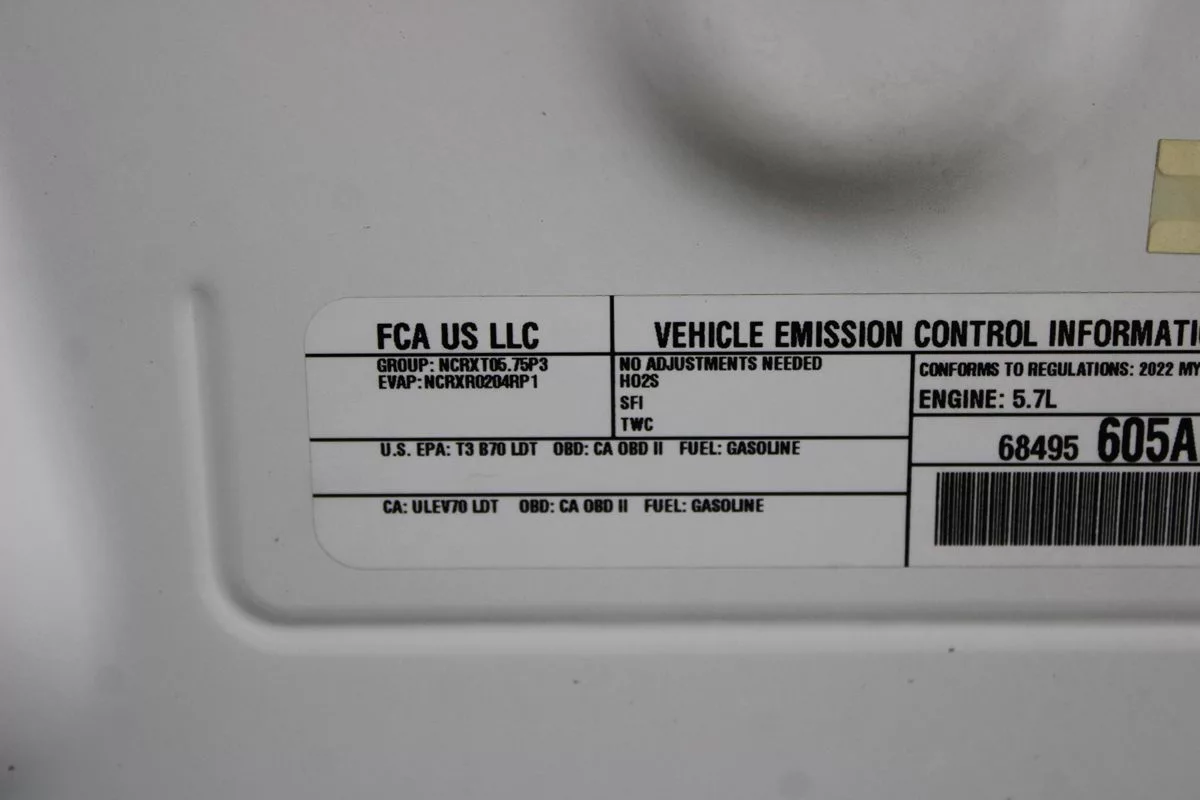 FCA US LLC
VEHICLE EMISSION CONTROL INFORMATI
GROUP: NCRXT05.75P3
EVAP: NCRXR0204RP1
NO ADJUSTMENTS NEEDED
HO2S
SFI
TWC
CONFORMS TO REGULATIONS: 2022 MY
ENGINE: 5.7L
68495 605A
U.S. EPA: T3 B70 LDT OBD: CA OBD II FUEL: GASOLINE
CA: ULEV70 LDT OBD: CA OBD II FUEL: GASOLINE